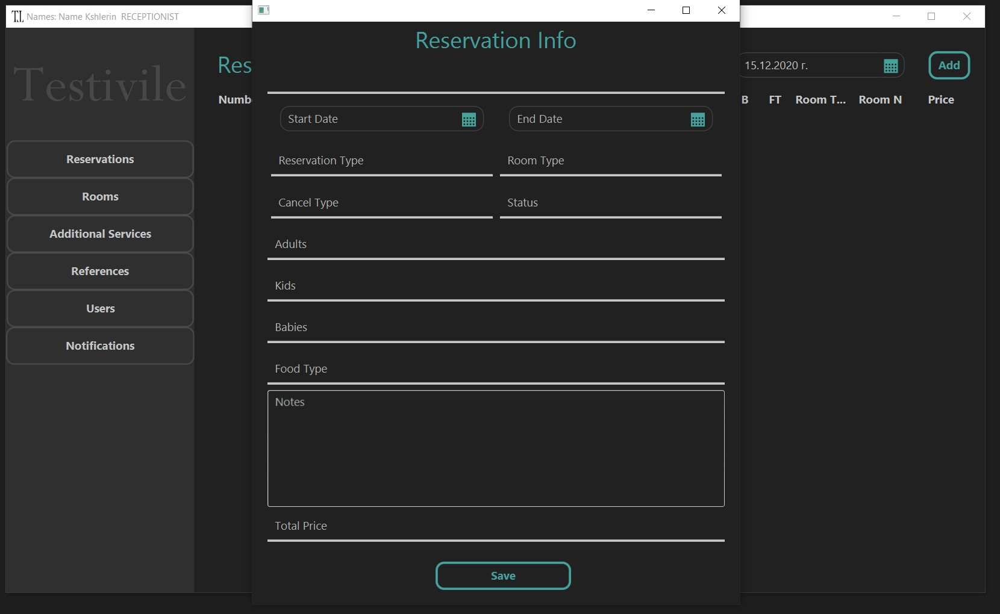 TL Names: Name Kshlerin RECEPTIONIST
Testivile
Reservations
Rooms
Additional Services
References
Users
Notifications
Res
Numb
Reservation Info
Start Date
End Date
Reservation Type
Room Type
Cancel Type
Status
Adults
Kids
Babies
Food Type
Notes
Total Price
Save
15.12.2020 г.
Add
B FT Room T... Room N Price